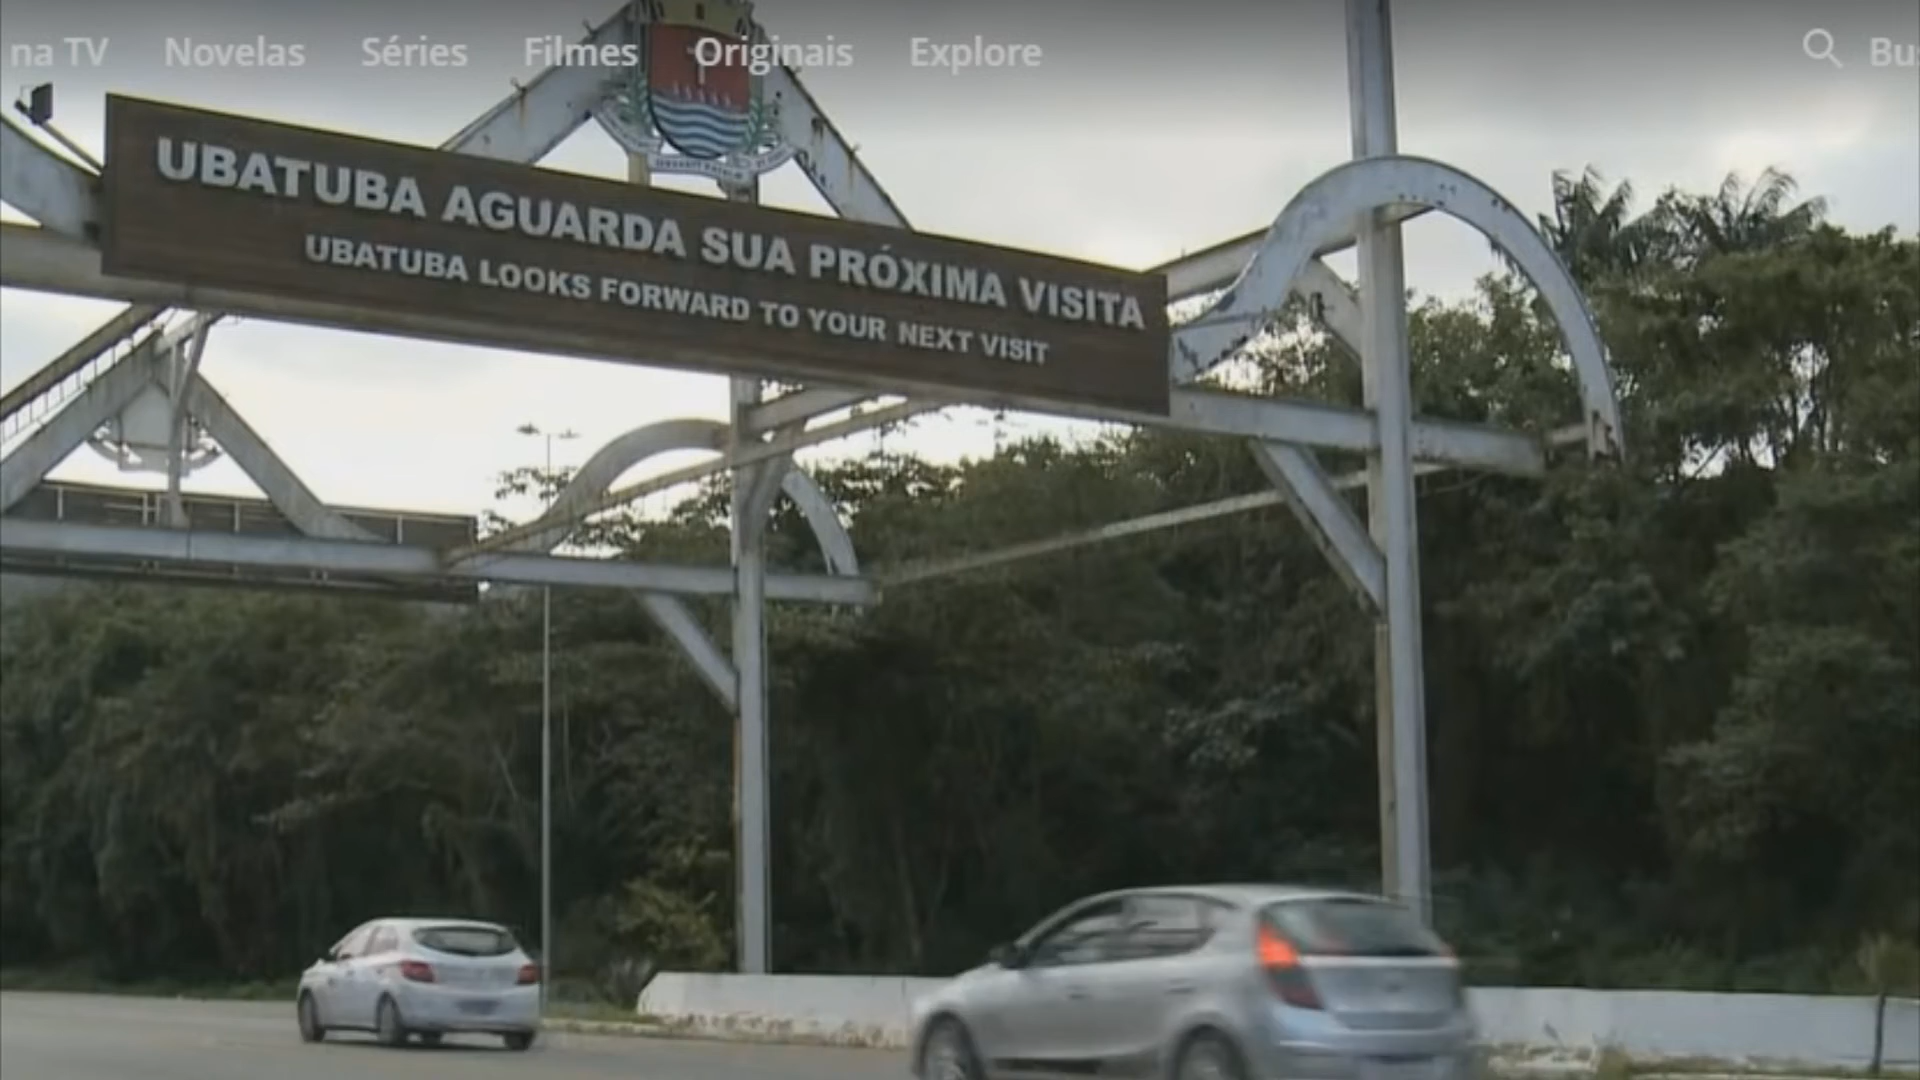 na TV Novelas Séries Filmes Originais Explore Bus
UBATUBA AGUARDA SUA PRÓXIMA VISITA
UBATUBA LOOKS FORWARD TO YOUR NEXT VISIT